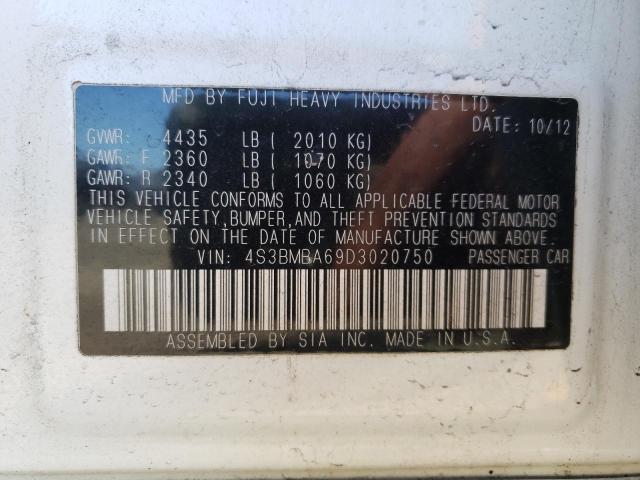 MFD BY FUJI HEAVY INDUSTRIES LTD.
DATE: 10/12
GVWR: 4435 LB ( 2010 KG)
GAWR: F 2360 LB ( 1070 KG)
GAWR: R 2340 LB ( 1060 KG)
THIS VEHICLE CONFORMS TO ALL APPLICABLE FEDERAL MOTOR
VEHICLE SAFETY, BUMPER, AND THEFT PREVENTION STANDARDS
IN EFFECT ON THE DATE OF MANUFACTURE SHOWN ABOVE.
VIN: 4S3BMBA69D3020750 PASSENGER CAR
ASSEMBLED BY SIA INC. MADE IN U.S.A.